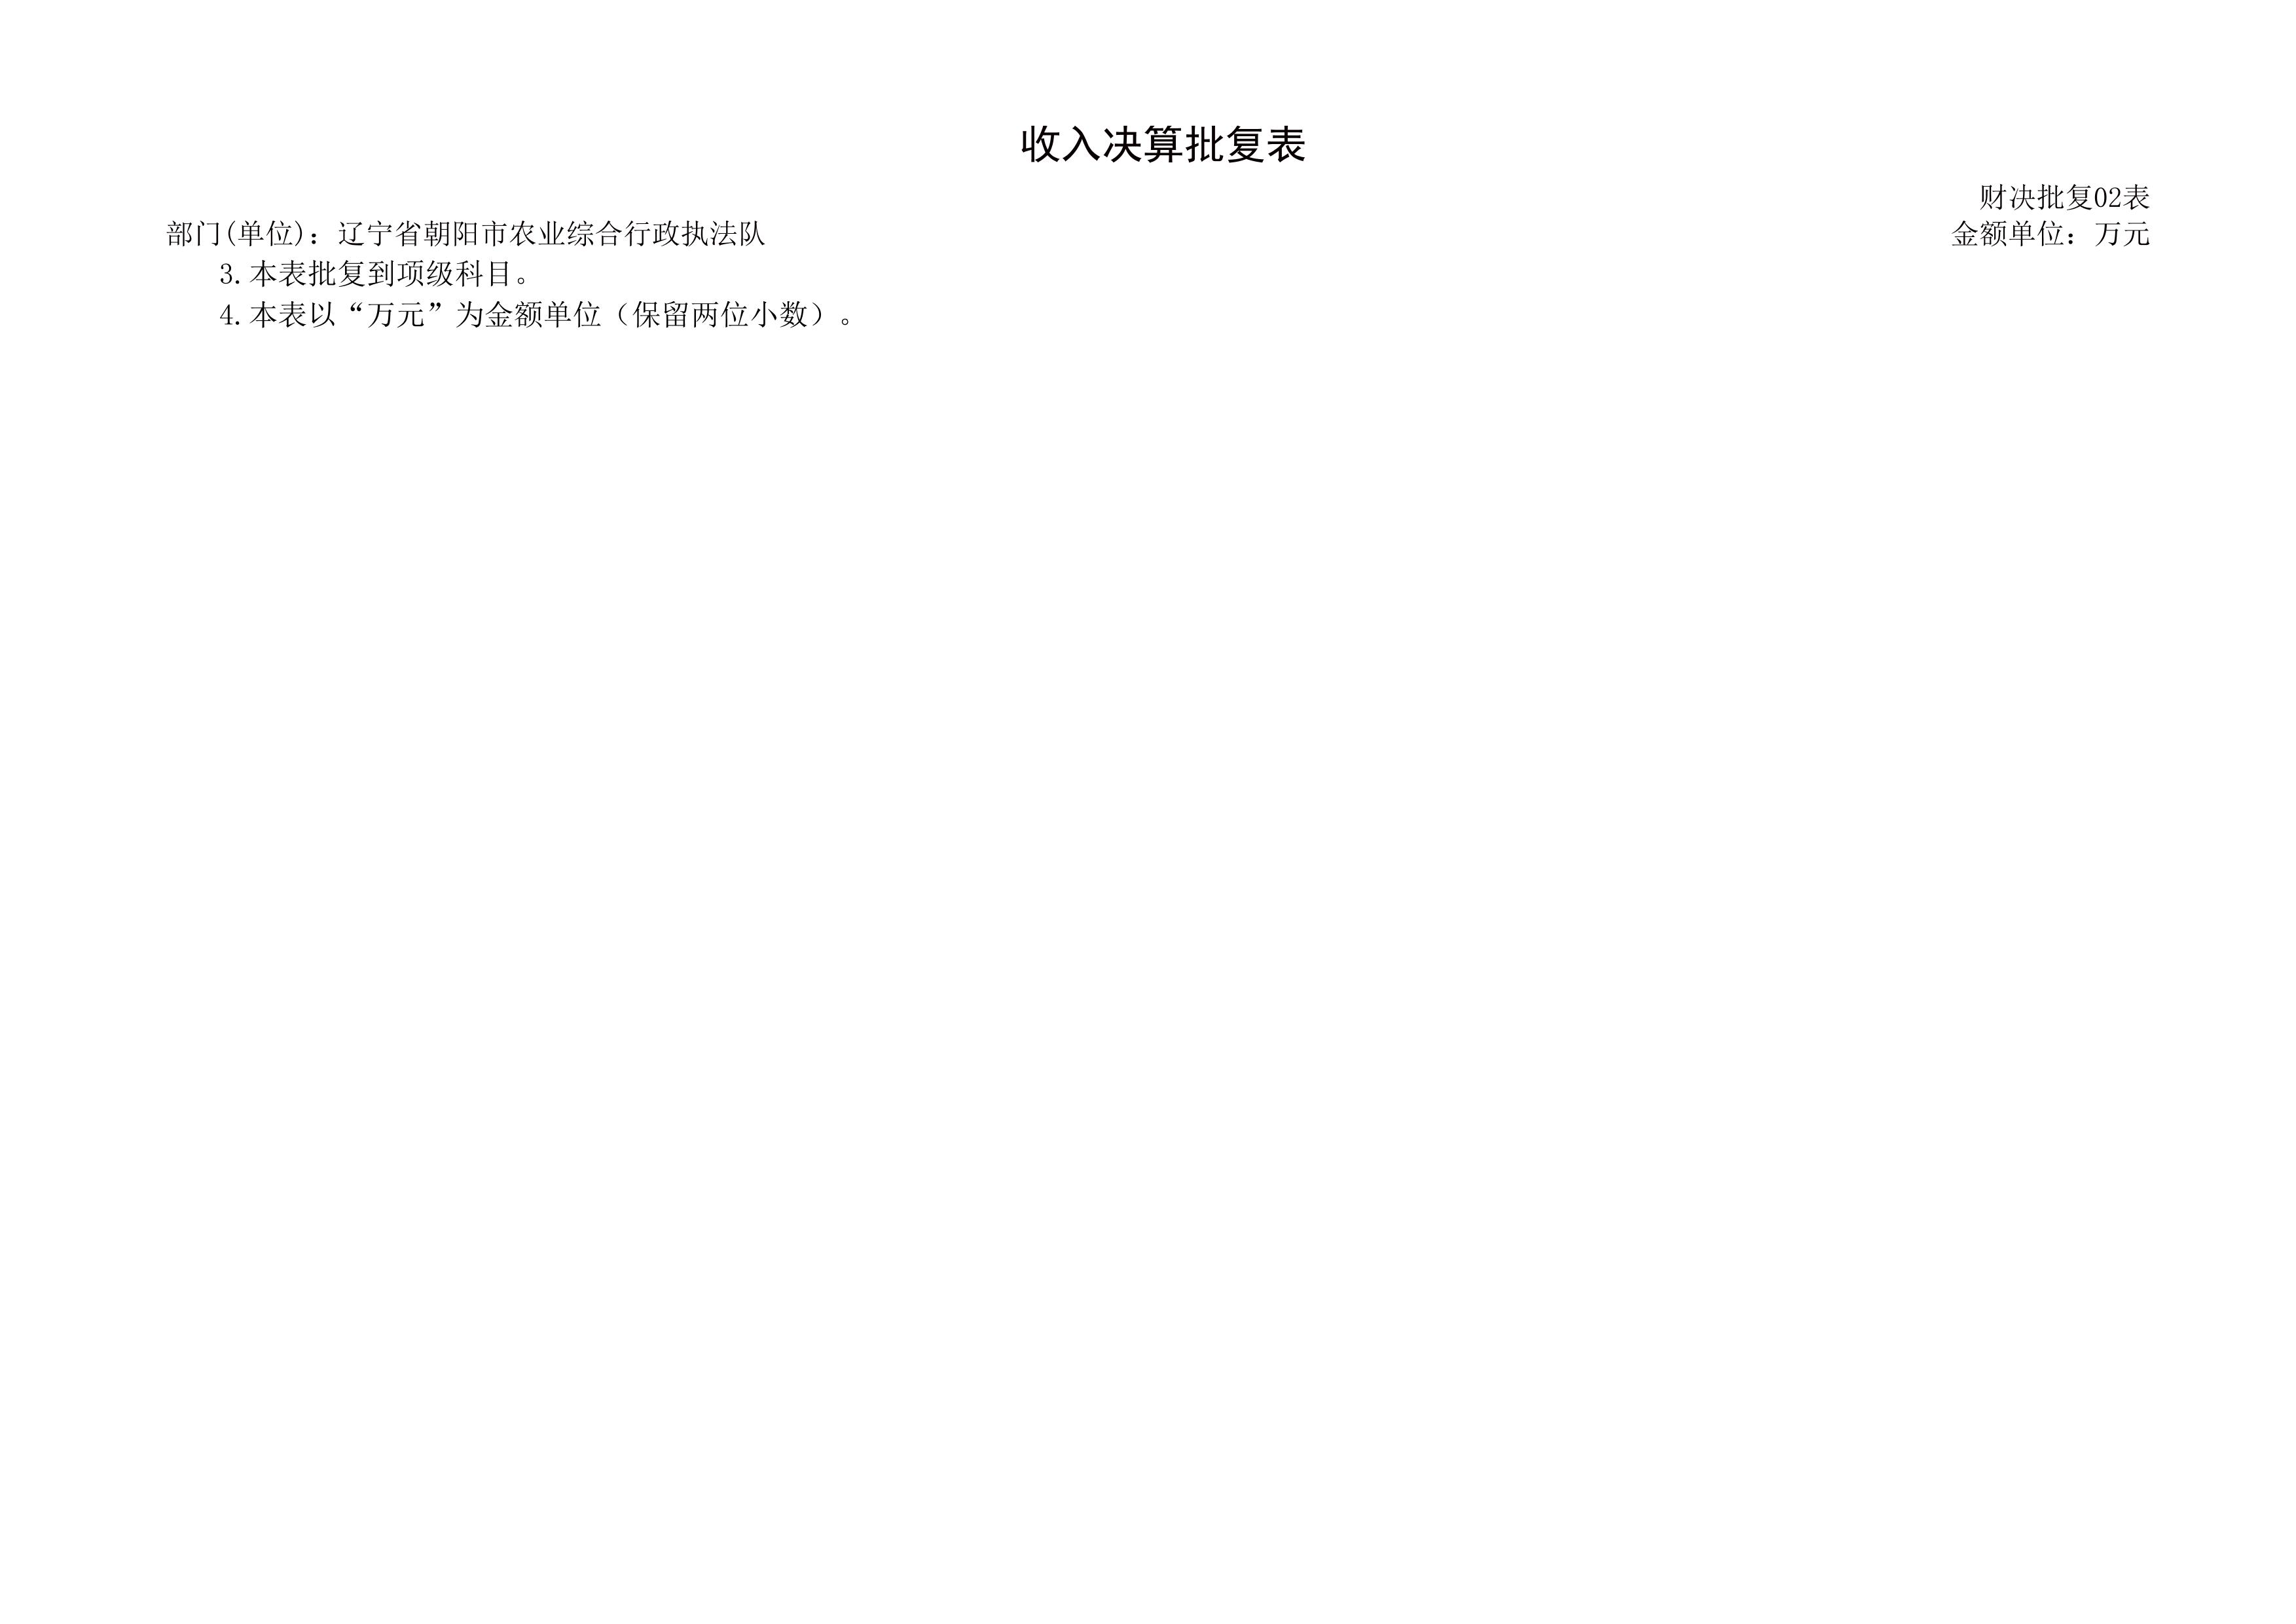 收入决算批复表
财决批复02表
部门(单位)：辽宁省朝阳市农业综合行政执法队
金额单位：万元
3.本表批复到项级科目。
4.本表以“万元”为金额单位（保留两位小数）。